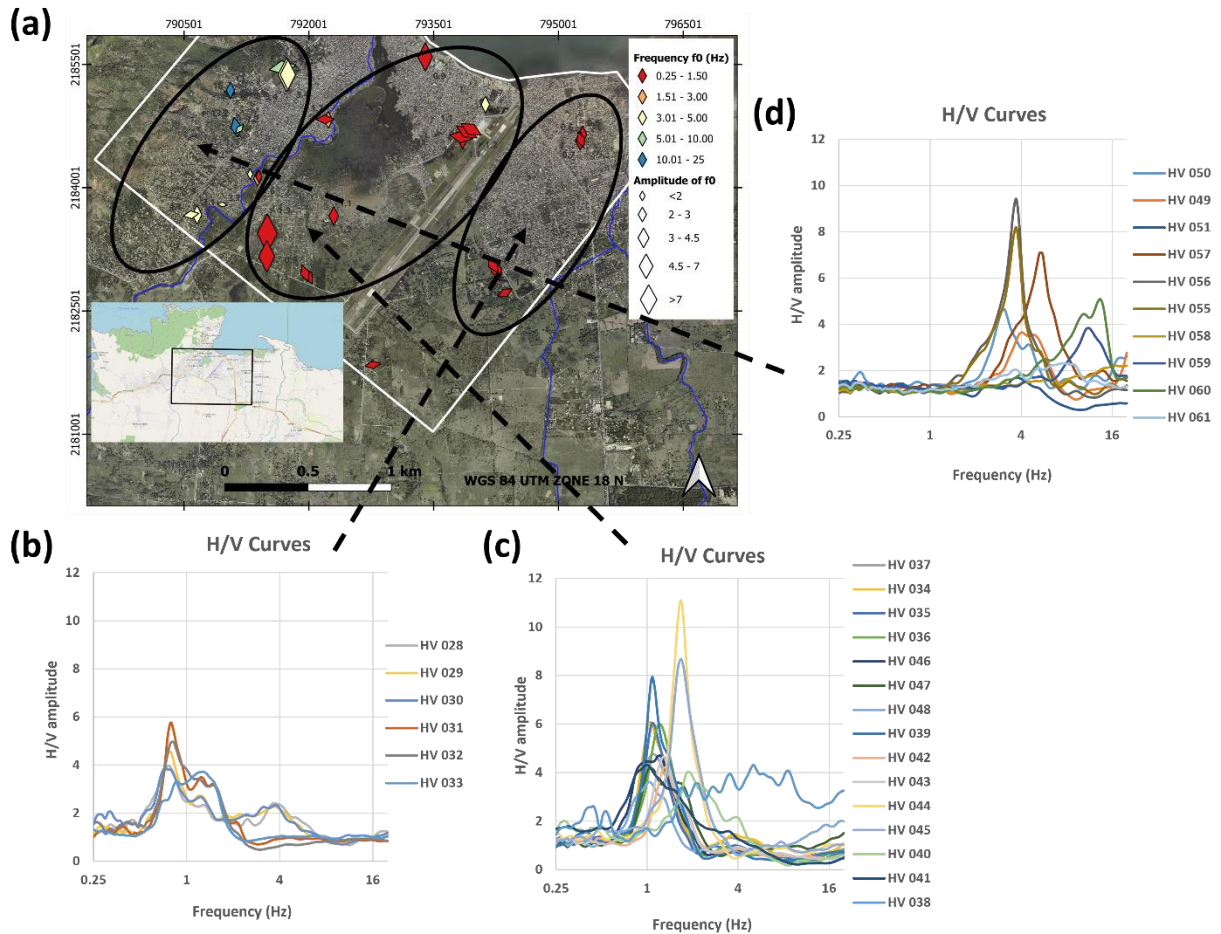 (a)
790501
792001
793501
795001
796501
2185501
2184001
2182501
2181001
Frequency f0 (Hz)
0.25 - 1.50
1.51 - 3.00
3.01 - 5.00
5.01 - 10.00
10.01 - 25
Amplitude of f0
<2
2 - 3
3 - 4.5
4.5 - 7
>7
0
0.5
1 km
WGS 84 UTM ZONE 18 N
(d)
H/V Curves
H/V amplitude
12
10
8
6
4
2
0
0.25
1
4
16
Frequency (Hz)
HV 050
HV 049
HV 051
HV 057
HV 056
HV 055
HV 058
HV 059
HV 060
HV 061
(b)
H/V Curves
H/V amplitude
12
10
8
6
4
2
0
0.25
1
4
16
Frequency (Hz)
HV 028
HV 029
HV 030
HV 031
HV 032
HV 033
(c)
H/V Curves
H/V amplitude
12
10
8
6
4
2
0
0.25
1
4
16
Frequency (Hz)
HV 037
HV 034
HV 035
HV 036
HV 046
HV 047
HV 048
HV 039
HV 042
HV 043
HV 044
HV 045
HV 040
HV 041
HV 038